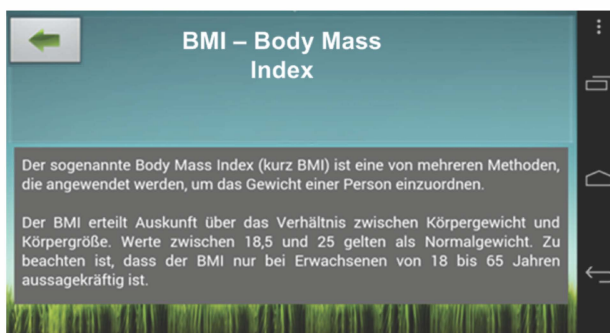 BMI – Body Mass
Index
Der sogenannte Body Mass Index (kurz BMI) ist eine von mehreren Methoden,
die angewendet werden, um das Gewicht einer Person einzuordnen.
Der BMI erteilt Auskunft über das Verhältnis zwischen Körpergewicht und
Körpergröße. Werte zwischen 18,5 und 25 gelten als Normalgewicht. Zu
beachten ist, dass der BMI nur bei Erwachsenen von 18 bis 65 Jahren
aussagekräftig ist.